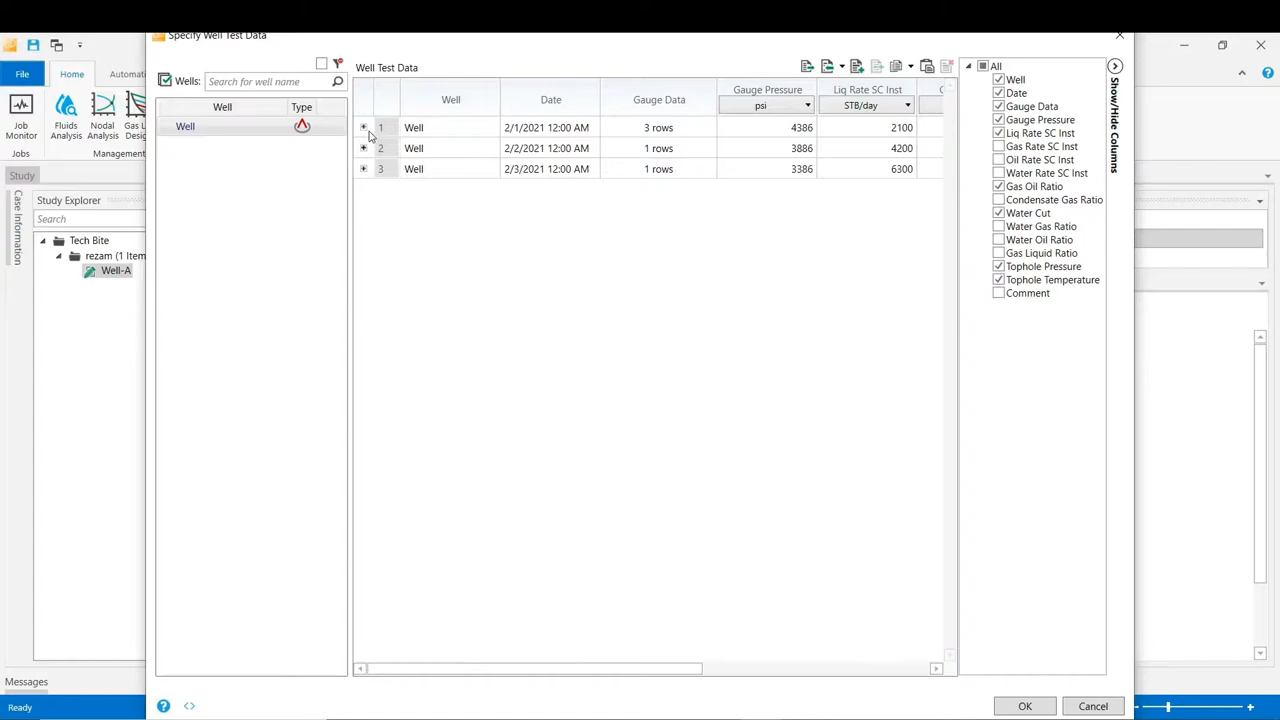 Specify Well Test Data
File
Home
Automat
Job
Monitor
Fluids
Analysis
Nodal
Analysis
Gas L
Desig
Jobs
Analysis
Study
Case Information
Study Explorer
Search
Tech Bite
rezam (1 Item
Well-A
Messages
Ready
Wells:
Search for well name
Well Type
Well
Well Test Data
Well Date Gauge Data Gauge Pressure Liq Rate SC Inst
psi STB/day
1 Well 2/1/2021 12:00 AM 3 rows 4386 2100
2 Well 2/2/2021 12:00 AM 1 rows 3886 4200
3 Well 2/3/2021 12:00 AM 1 rows 3386 6300
All
Well
Date
Gauge Data
Gauge Pressure
Liq Rate SC Inst
Gas Rate SC Inst
Oil Rate SC Inst
Water Rate SC Inst
Gas Oil Ratio
Condensate Gas Ratio
Water Cut
Water Gas Ratio
Water Oil Ratio
Gas Liquid Ratio
Tophole Pressure
Tophole Temperature
Comment
Show/Hide Columns
OK
Cancel